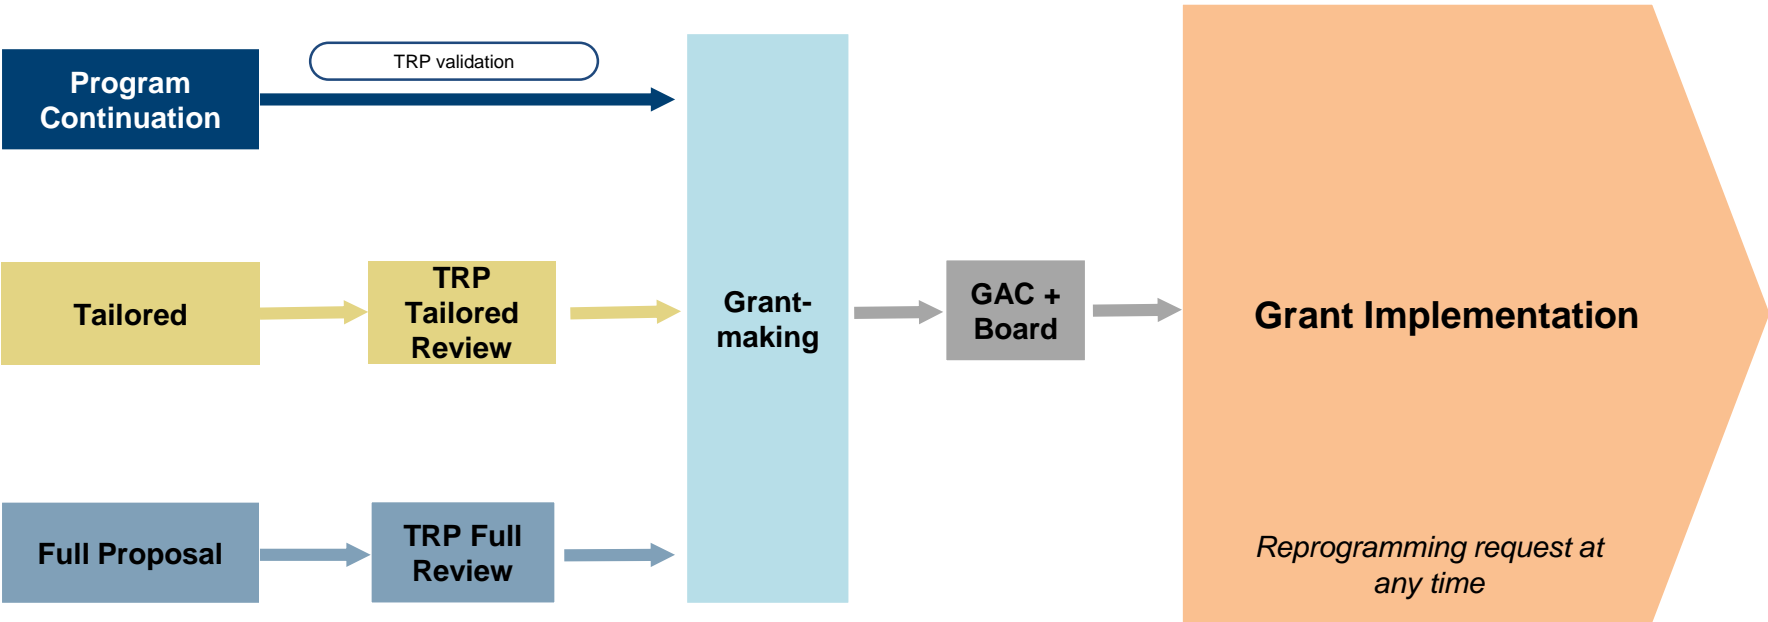 Program
Continuation
TRP validation
Tailored
TRP
Tailored
Review
Full Proposal
TRP Full
Review
Grant-
making
GAC +
Board
Grant Implementation
Reprogramming request at
any time